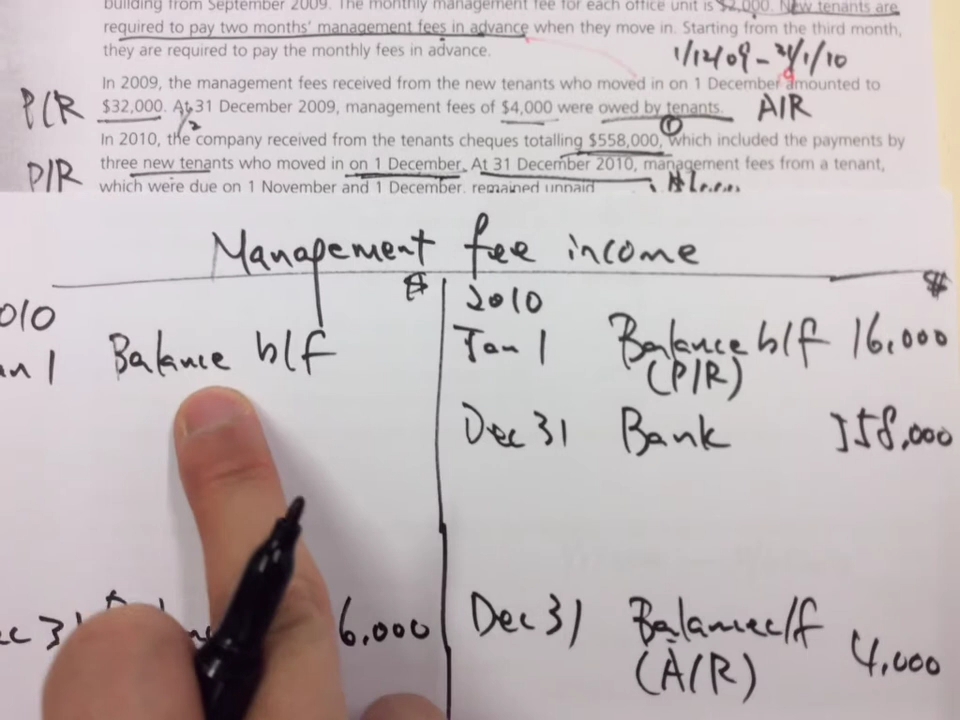 building from September 2009. The monthly management fee for each office unit is $2,000. New tenants are
required to pay two months' management fees in advance when they move in. Starting from the third month,
they are required to pay the monthly fees in advance.
1/12/09 - 31/1/10
In 2009, the management fees received from the new tenants who moved in on 1 December amounted to
P/R $32,000. At 31 December 2009, management fees of $4,000 were owed by tenants. A/R
1/2
In 2010, the company received from the tenants cheques totalling $558,000, which included the payments by
P/R three new tenants who moved in on 1 December. At 31 December 2010, management fees from a tenant,
which were due on 1 November and 1 December, remained unpaid
Management fee income
$ $
010 2010
an 1 Balance b/f Jan 1 Balance b/f 16,000
(P/R)
Dec 31 Bank 558,000
ec 31 6,000 Dec 31 Balance c/f
(A/R) 4,000